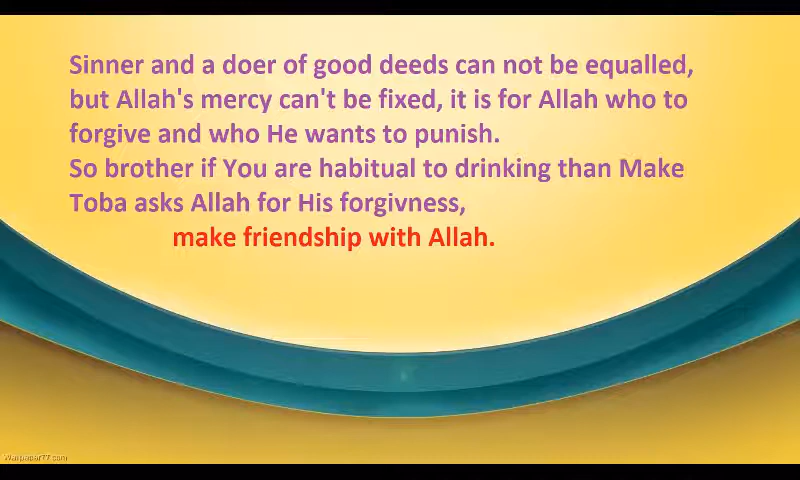 Sinner and a doer of good deeds can not be equalled,
but Allah's mercy can't be fixed, it is for Allah who to
forgive and who He wants to punish.
So brother if You are habitual to drinking than Make
Toba asks Allah for His forgivness,
make friendship with Allah.
Wallpaper77.com